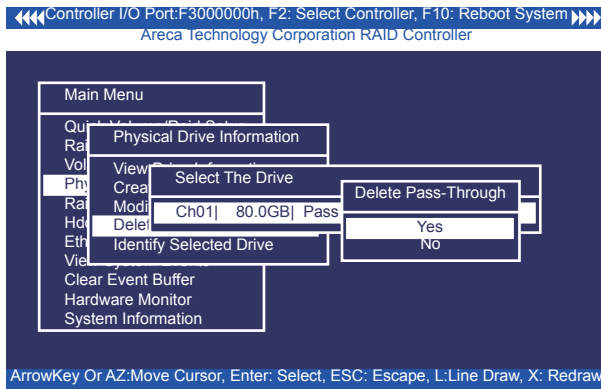 Controller I/O Port:F3000000h, F2: Select Controller, F10: Reboot System
Areca Technology Corporation RAID Controller
Main Menu
Physical Drive Information
Select The Drive
Delete Pass-Through
Ch01| 80.0GB| Pass
Yes
No
Identify Selected Drive
Clear Event Buffer
Hardware Monitor
System Information
ArrowKey Or AZ:Move Cursor, Enter: Select, ESC: Escape, L:Line Draw, X: Redraw